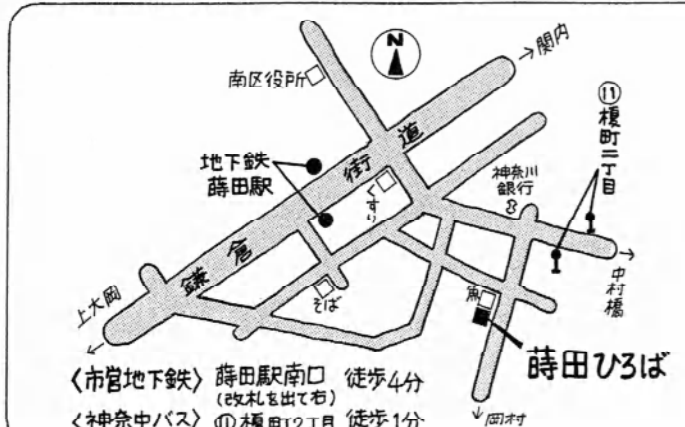 N
→関内
南区役所
鎌倉街道
地下鉄
蒔田駅
くすり
神奈川
銀行
⑪榎町二丁目
そば
魚
上大岡
←
→
中村橋
蒔田ひろば
〈市営地下鉄〉 蒔田駅南口 徒歩4分
(改札を出て右)
〈神奈中バス〉 ⑪榎町2丁目 徒歩1分
↓岡村